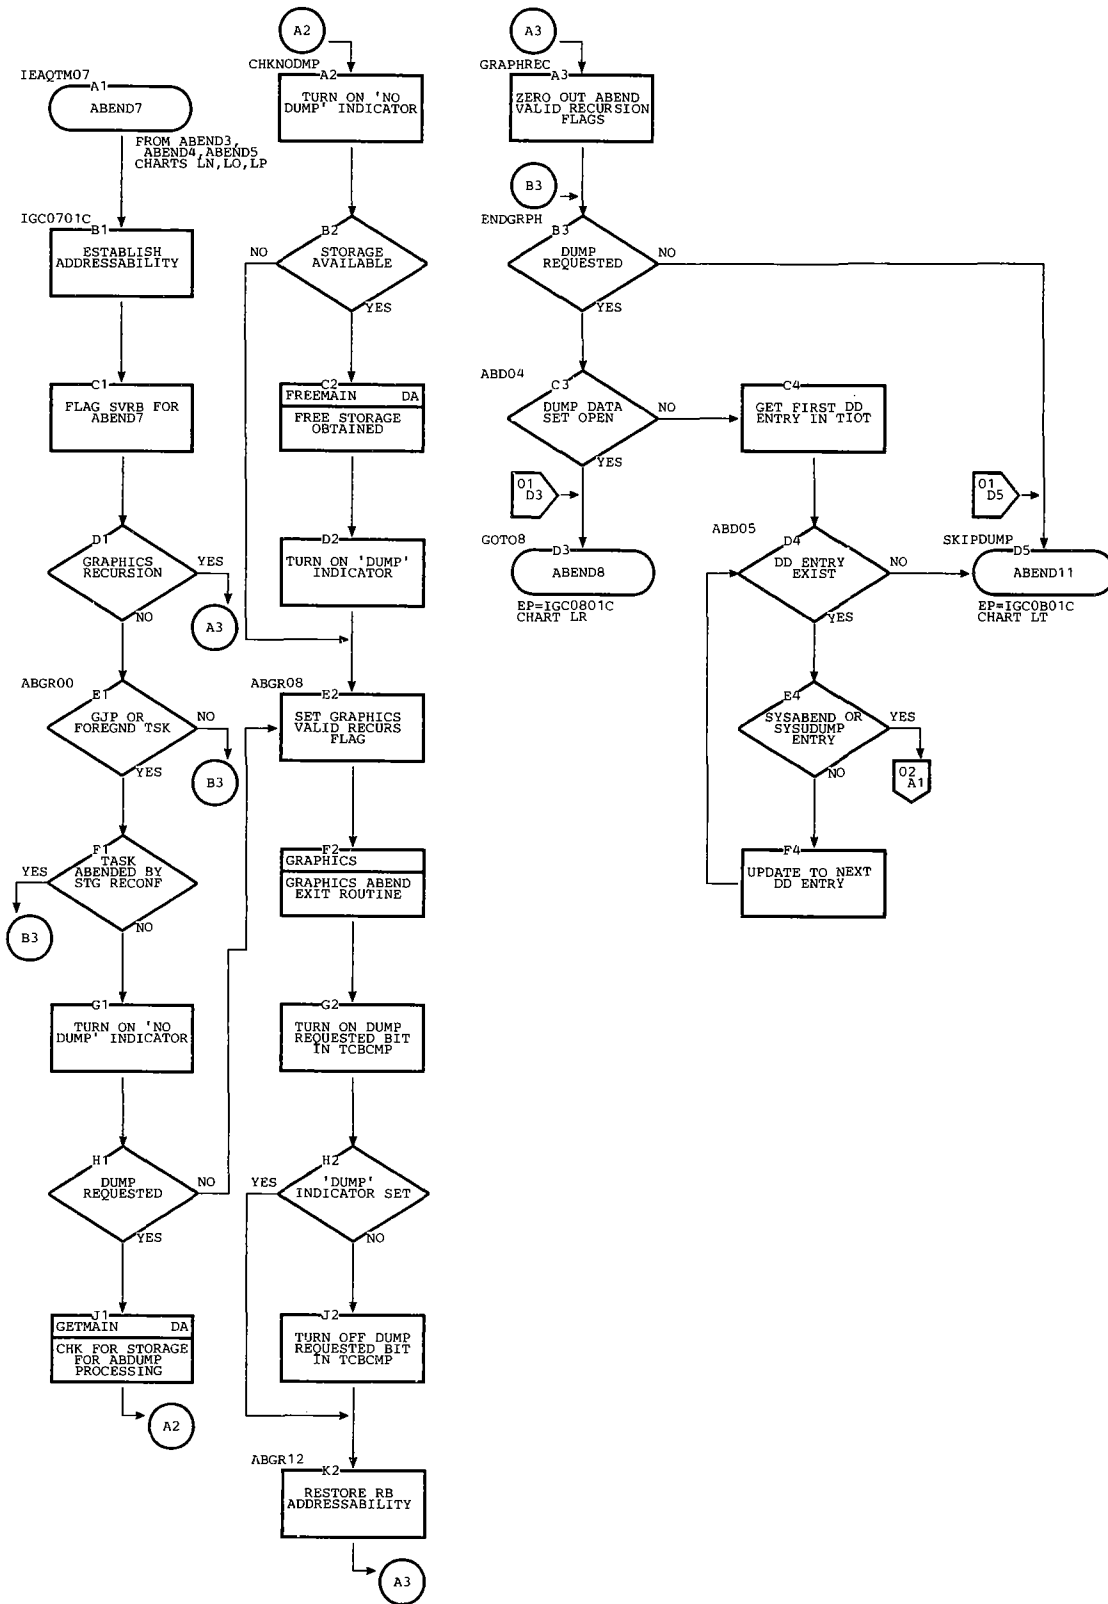 IEAQTM07
A1
ABEND7
FROM ABEND3,
ABEND4,ABEND5
CHARTS LN,LO,LP
IGC0701C
B1
ESTABLISH
ADDRESSABILITY
C1
FLAG SVRB FOR
ABEND7
D1
GRAPHICS
RECURSION
YES
NO
A3
ABGR00
E1
GJP OR
FOREGND TSK
NO
YES
B3
F1
TASK
ABENDED BY
STG RECONF
YES
NO
B3
G1
TURN ON 'NO
DUMP' INDICATOR
H1
DUMP
REQUESTED
NO
YES
J1
GETMAIN DA
CHK FOR STORAGE
FOR ABDUMP
PROCESSING
A2
A2
CHKNODMP
A2
TURN ON 'NO
DUMP' INDICATOR
B2
STORAGE
AVAILABLE
NO
YES
C2
FREEMAIN DA
FREE STORAGE
OBTAINED
D2
TURN ON 'DUMP'
INDICATOR
ABGR08
E2
SET GRAPHICS
VALID RECURS
FLAG
F2
GRAPHICS
GRAPHICS ABEND
EXIT ROUTINE
G2
TURN ON DUMP
REQUESTED BIT
IN TCBCMP
H2
'DUMP'
INDICATOR SET
YES
NO
J2
TURN OFF DUMP
REQUESTED BIT
IN TCBCMP
ABGR12
K2
RESTORE RB
ADDRESSABILITY
A3
A3
GRAPHREC
A3
ZERO OUT ABEND
VALID RECURSION
FLAGS
B3
ENDGRPH
B3
DUMP
REQUESTED
NO
YES
ABD04
C3
DUMP DATA
SET OPEN
NO
YES
01
D3
GOTO8
D3
ABEND8
EP=IGC0801C
CHART LR
C4
GET FIRST DD
ENTRY IN TIOT
ABD05
D4
DD ENTRY
EXIST
NO
YES
E4
SYSABEND OR
SYSUDUMP
ENTRY
YES
NO
02
A1
F4
UPDATE TO NEXT
DD ENTRY
01
D5
SKIPDUMP
D5
ABEND11
EP=IGC0B01C
CHART LT